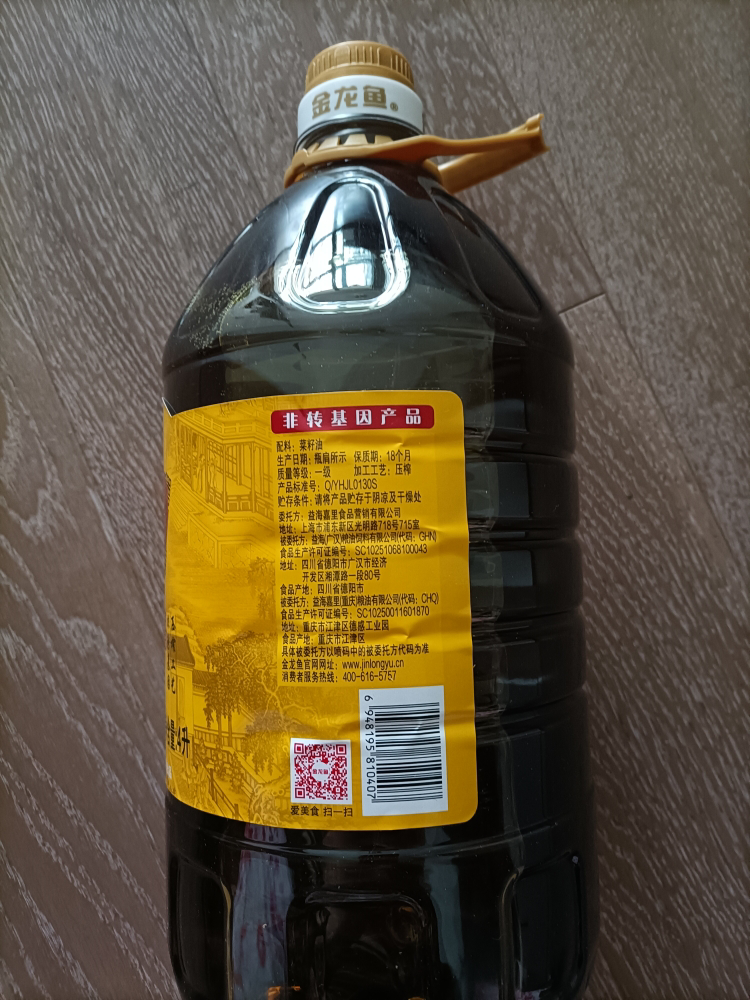 金龙鱼®
非转基因产品
配料：菜籽油
生产日期：瓶肩所示 保质期：18个月
质量等级：一级 加工工艺：压榨
产品标准号：Q/YHJL0130S
贮存条件：请将产品贮存于阴凉及干燥处
委托方：益海嘉里食品营销有限公司
地址：上海市浦东新区光明路718号715室
被委托方：益海(广汉)粮油饲料有限公司(代码：GHN)
食品生产许可证编号：SC10251068100043
地址：四川省德阳市广汉市经济
开发区湘潭路一段80号
食品产地：四川省德阳市
被委托方：益海嘉里(重庆)粮油有限公司(代码：CHQ)
食品生产许可证编号：SC10250011601870
地址：重庆市江津区德感工业园
食品产地：重庆市江津区
具体被委托方以喷码中的被委托方代码为准
金龙鱼官网网址：www.jinlongyu.cn
消费者服务热线：400-616-5757
6 948195 810407
金龙鱼
爱美食 扫一扫
量:4升